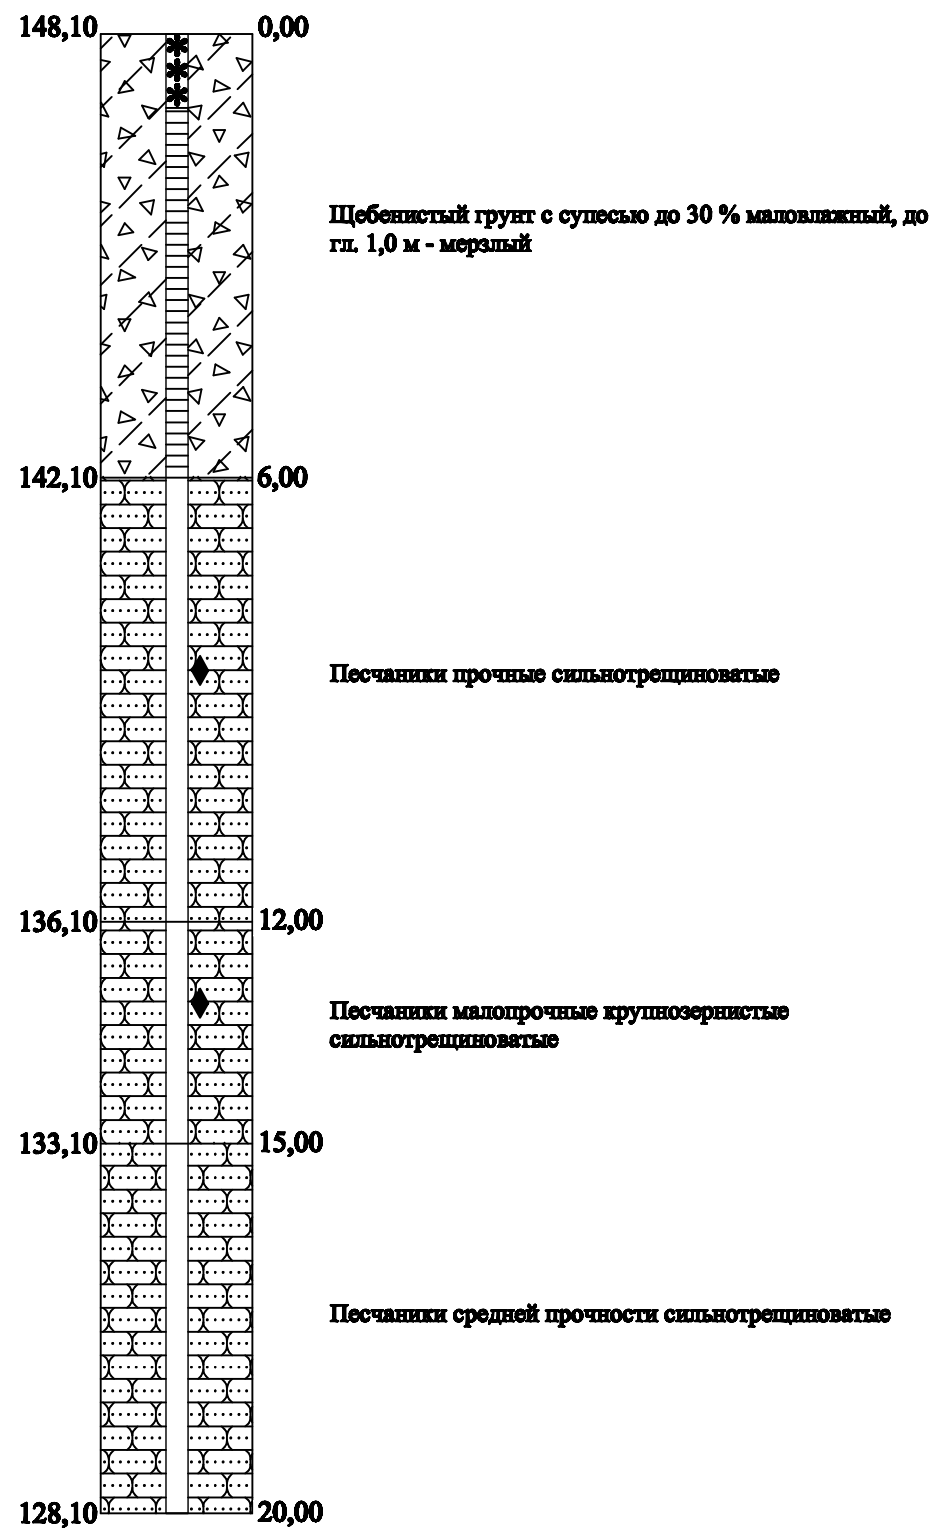 148,10 0,00
Щебенистый грунт с супесью до 30 % маловлажный, до
гл. 1,0 м - мерзлый
142,10 6,00
Песчаники прочные сильнотрещиноватые
136,10 12,00
Песчаники малопрочные крупнозернистые
сильнотрещиноватые
133,10 15,00
Песчаники средней прочности сильнотрещиноватые
128,10 20,00